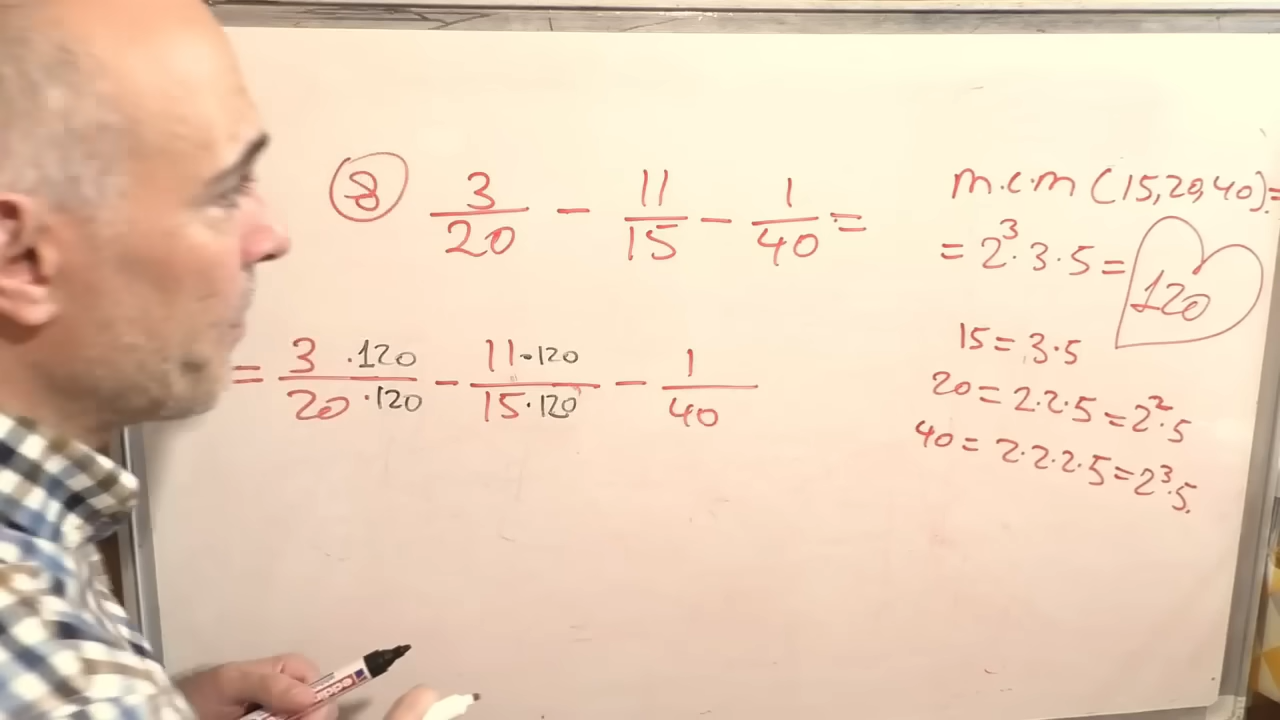 8 3/20 - 11/15 - 1/40 =
= 3·120/20·120 - 11·120/15·120 - 1/40
m.c.m (15,20,40)=
= 2³·3·5 = 120
15 = 3·5
20 = 2·2·5 = 2²·5
40 = 2·2·2·5 = 2³·5.
edding